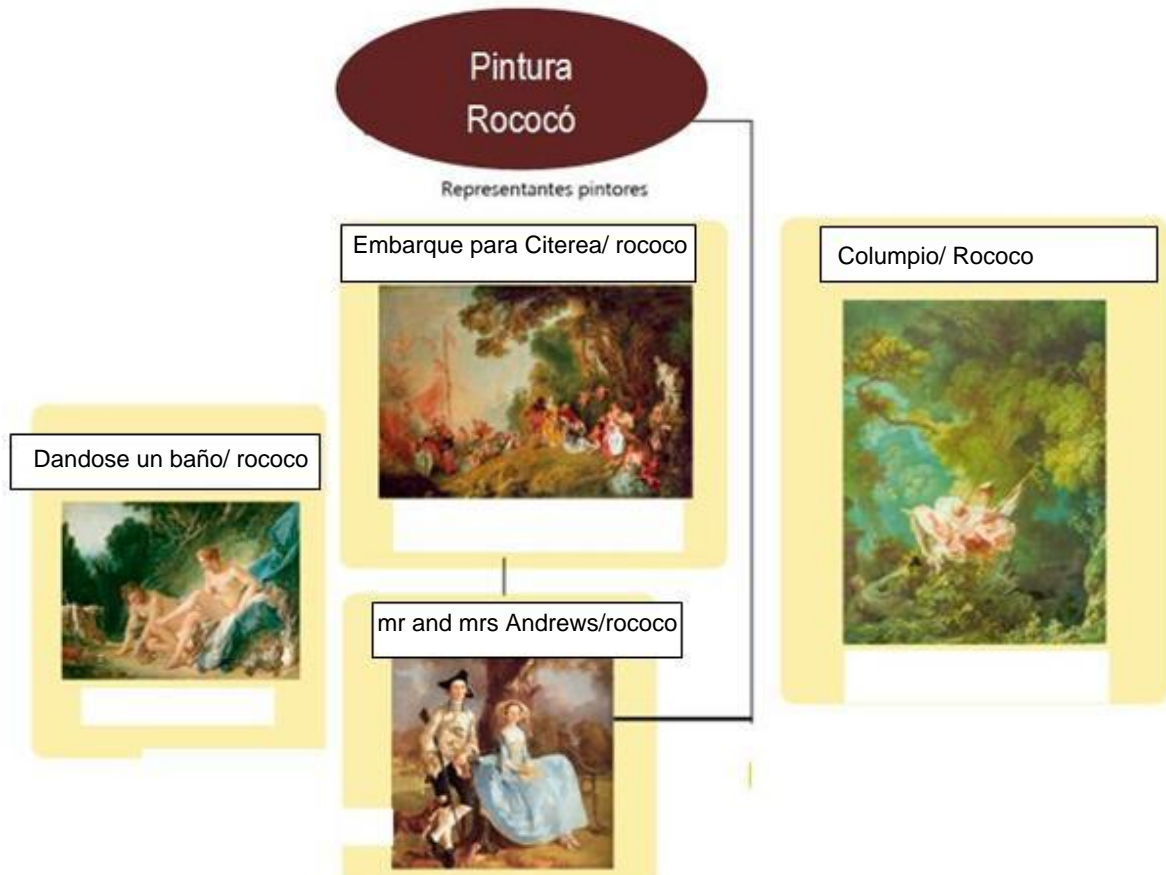 Pintura
Rococó
Representantes pintores
Embarque para Citerea/ rococo
Columpio/ Rococo
Dandose un baño/ rococo
mr and mrs Andrews/rococo